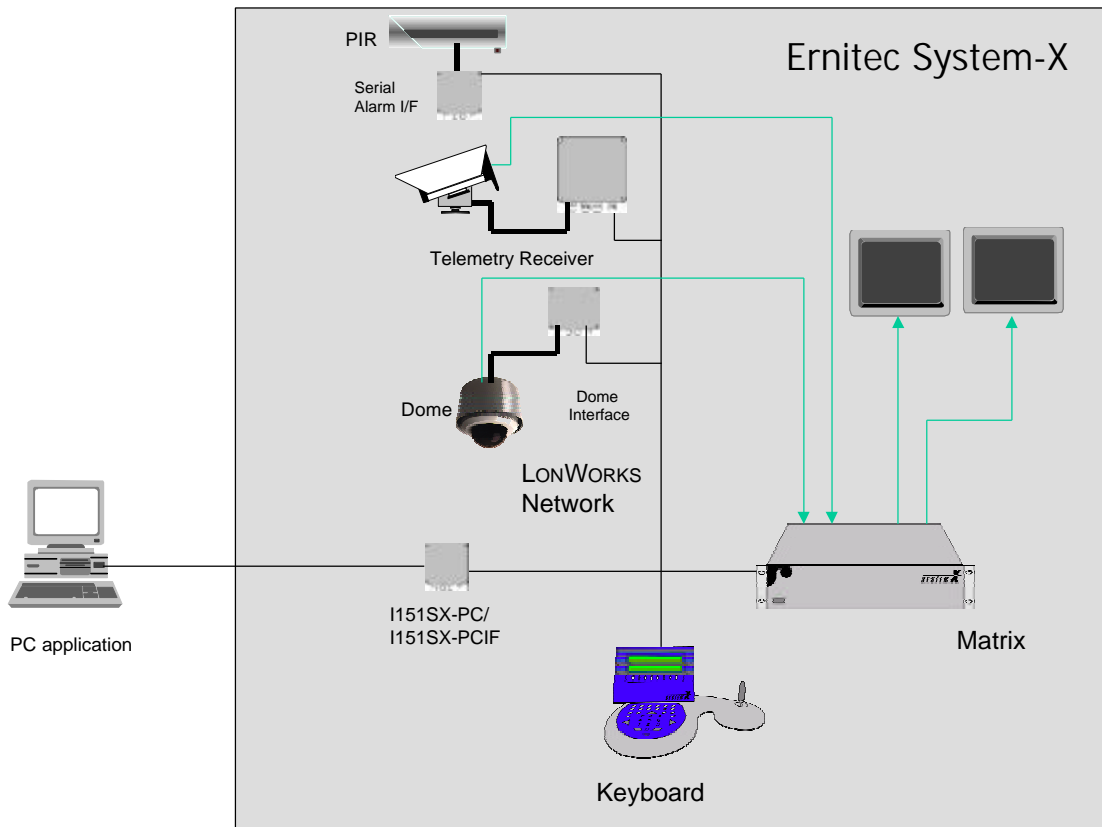 Ernitec System-X
PIR
Serial
Alarm I/F
Telemetry Receiver
Dome
Dome
Interface
LONWORKS
Network
I151SX-PC/
I151SX-PCIF
PC application
Matrix
Keyboard